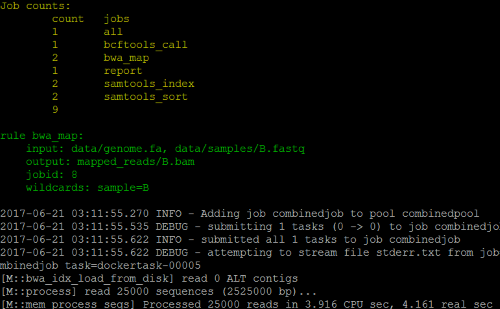 Job counts:
count jobs
1 all
1 bcftools_call
2 bwa_map
1 report
2 samtools_index
2 samtools_sort
9
rule bwa_map:
input: data/genome.fa, data/samples/B.fastq
output: mapped_reads/B.bam
jobid: 8
wildcards: sample=B
2017-06-21 03:11:55.270 INFO - Adding job combinedjob to pool combinedpool
2017-06-21 03:11:55.535 DEBUG - submitting 1 tasks (0 -> 0) to job combinedjo
2017-06-21 03:11:55.622 INFO - submitted all 1 tasks to job combinedjob
2017-06-21 03:11:55.622 DEBUG - attempting to stream file stderr.txt from job
mbinedjob task=dockertask-00005
[M::bwa_idx_load_from_disk] read 0 ALT contigs
[M::process] read 25000 sequences (2525000 bp)...
[M::mem_process_seqs] Processed 25000 reads in 3.916 CPU sec, 4.161 real sec